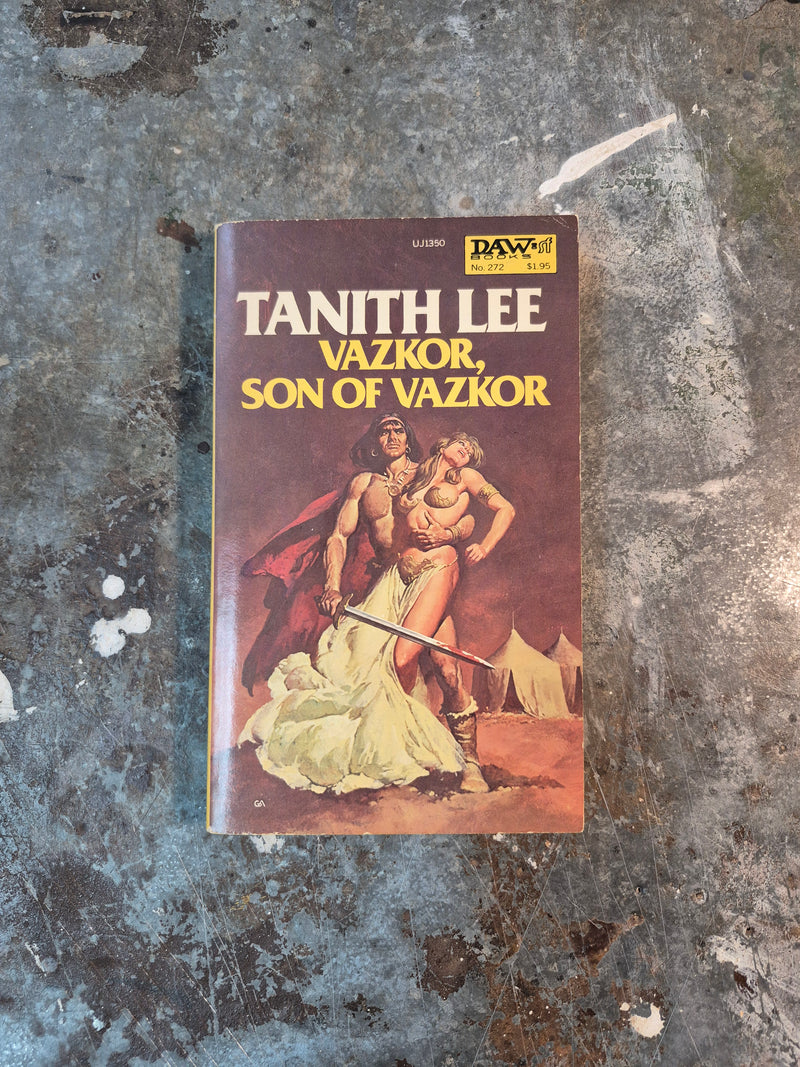 UJ1350
DAW=sf
BOOKS
No. 272 $1.95
TANITH LEE
VAZKOR,
SON OF VAZKOR
GA